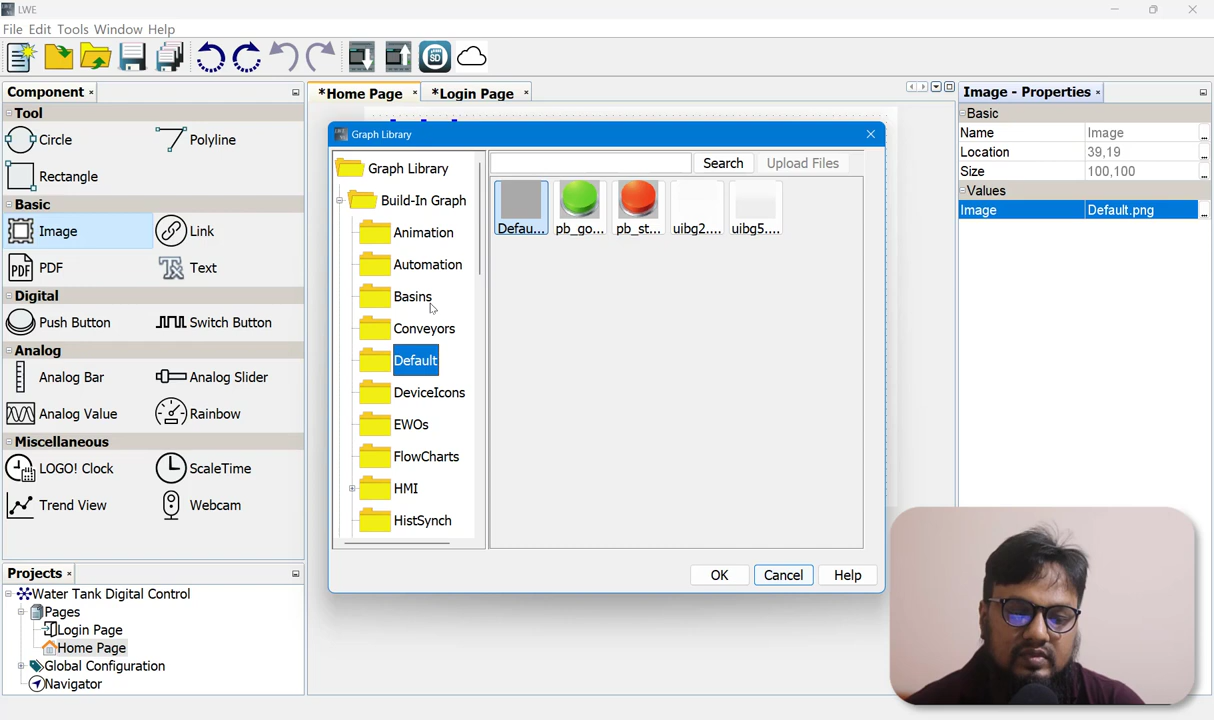 LWE
File Edit Tools Window Help
Component
Tool
Circle
Polyline
Rectangle
Basic
Image
Link
PDF
PDF
Text
Digital
Push Button
Switch Button
Analog
Analog Bar
Analog Slider
Analog Value
Rainbow
Miscellaneous
LOGO! Clock
ScaleTime
Trend View
Webcam
Projects
Water Tank Digital Control
Pages
Login Page
Home Page
Global Configuration
Navigator
SD
*Home Page
*Login Page
Graph Library
Graph Library
Build-In Graph
Animation
Automation
Basins
Conveyors
Default
DeviceIcons
EWOs
FlowCharts
HMI
HistSynch
Search
Upload Files
Defau...
pb_go...
pb_st...
uibg2....
uibg5....
OK
Cancel
Help
Image - Properties
Basic
Name Image ...
Location 39,19 ...
Size 100,100 ...
Values
Image Default.png ...